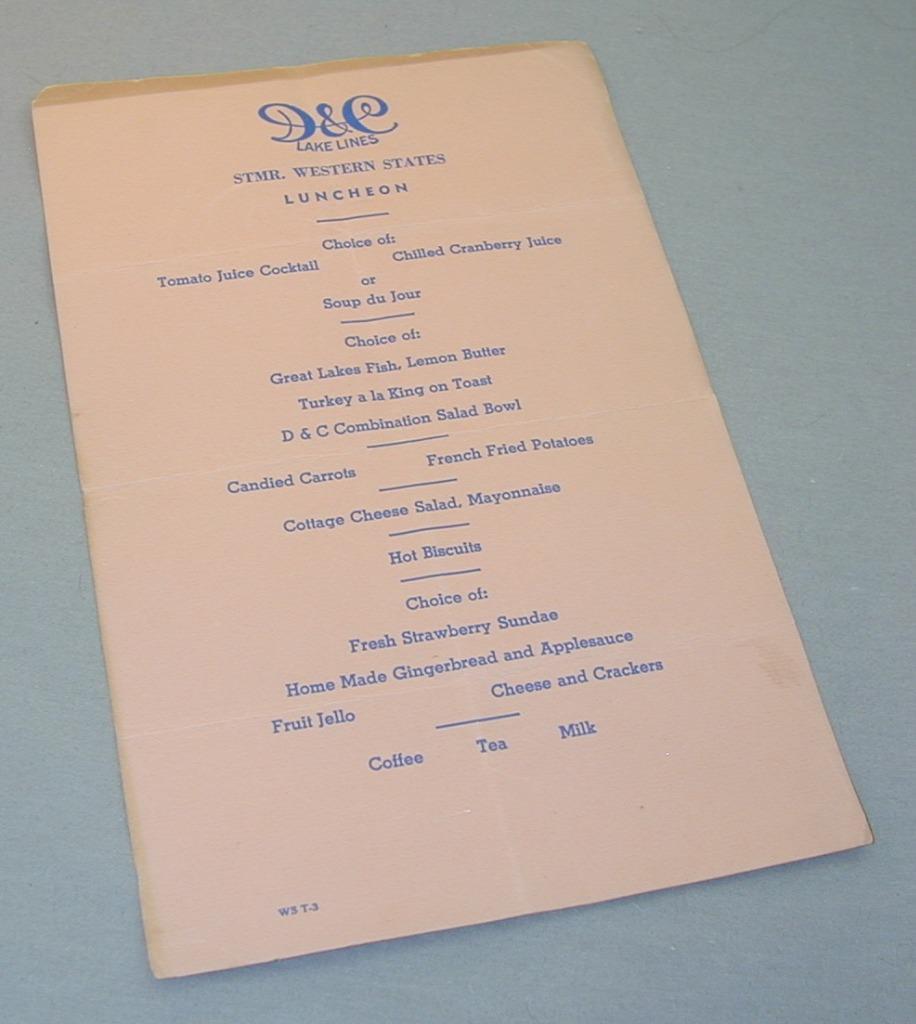 D&C
LAKE LINES
STMR. WESTERN STATES
LUNCHEON
Choice of:
Tomato Juice Cocktail Chilled Cranberry Juice
or
Soup du Jour
Choice of:
Great Lakes Fish, Lemon Butter
Turkey a la King on Toast
D & C Combination Salad Bowl
Candied Carrots French Fried Potatoes
Cottage Cheese Salad, Mayonnaise
Hot Biscuits
Choice of:
Fresh Strawberry Sundae
Home Made Gingerbread and Applesauce
Fruit Jello Cheese and Crackers
Coffee Tea Milk
WS T-3